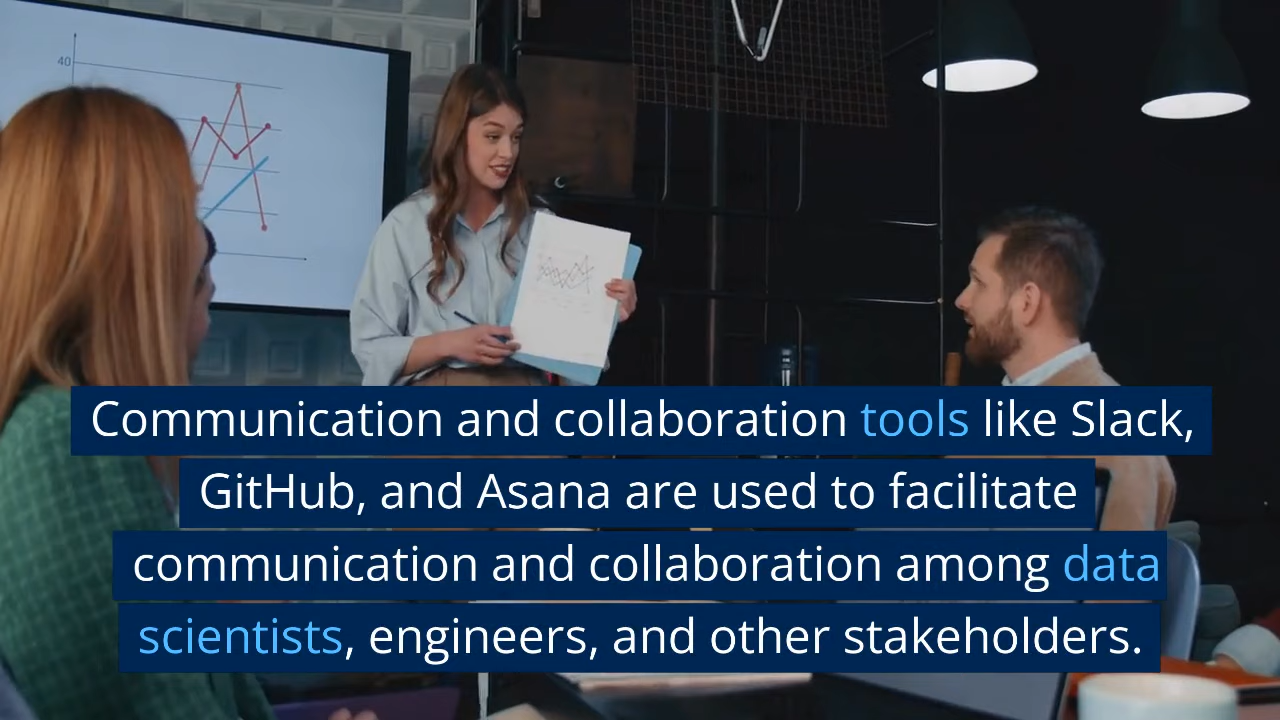 40
Communication and collaboration tools like Slack,
GitHub, and Asana are used to facilitate
communication and collaboration among data
scientists, engineers, and other stakeholders.